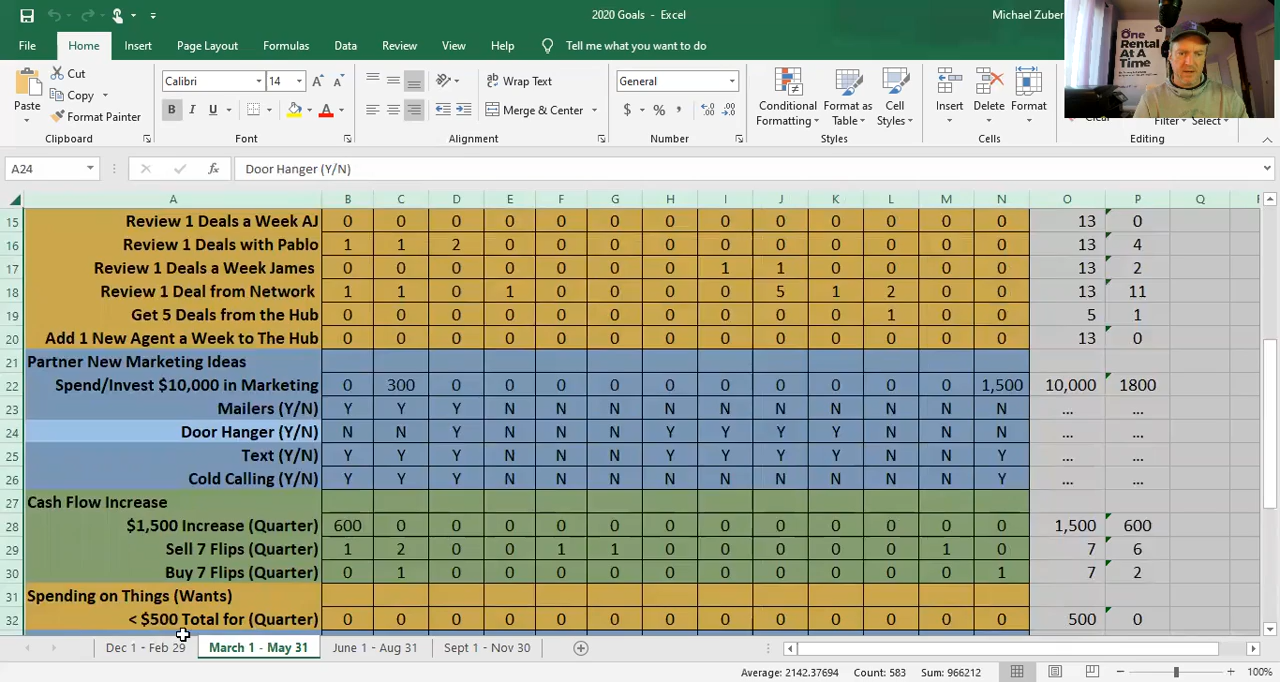 2020 Goals - Excel
Michael Zuber
File Home Insert Page Layout Formulas Data Review View Help Tell me what you want to do
One Rental At A Time
Paste
Cut
Copy
Format Painter
Clipboard
Calibri 14
B I U
Font
Wrap Text
Merge & Center
Alignment
General
$ % ,
Number
Conditional Formatting
Format as Table
Cell Styles
Styles
Insert Delete Format
Cells
Clear
Filter Select
Editing
A24 fx Door Hanger (Y/N)
A B C D E F G H I J K L M N O P Q
15 Review 1 Deals a Week AJ 0 0 0 0 0 0 0 0 0 0 0 0 0 13 0
16 Review 1 Deals with Pablo 1 1 2 0 0 0 0 0 0 0 0 0 0 13 4
17 Review 1 Deals a Week James 0 0 0 0 0 0 0 1 1 0 0 0 0 13 2
18 Review 1 Deal from Network 1 1 0 1 0 0 0 0 5 1 2 0 0 13 11
19 Get 5 Deals from the Hub 0 0 0 0 0 0 0 0 0 0 1 0 0 5 1
20 Add 1 New Agent a Week to The Hub 0 0 0 0 0 0 0 0 0 0 0 0 0 13 0
21 Partner New Marketing Ideas
22 Spend/Invest $10,000 in Marketing 0 300 0 0 0 0 0 0 0 0 0 0 1,500 10,000 1800
23 Mailers (Y/N) Y Y Y N N N N N N N N N N ... ...
24 Door Hanger (Y/N) N N Y N N N Y Y Y Y N N N ... ...
25 Text (Y/N) Y Y Y N N N Y Y Y Y N N Y ... ...
26 Cold Calling (Y/N) Y Y Y N N N N N N N N N Y ... ...
27 Cash Flow Increase
28 $1,500 Increase (Quarter) 600 0 0 0 0 0 0 0 0 0 0 0 0 1,500 600
29 Sell 7 Flips (Quarter) 1 2 0 0 1 1 0 0 0 0 0 1 0 7 6
30 Buy 7 Flips (Quarter) 0 1 0 0 0 0 0 0 0 0 0 0 1 7 2
31 Spending on Things (Wants)
32 < $500 Total for (Quarter) 0 0 0 0 0 0 0 0 0 0 0 0 0 500 0
Dec 1 - Feb 29 March 1 - May 31 June 1 - Aug 31 Sept 1 - Nov 30
Average: 2142.37694 Count: 583 Sum: 966212 100%